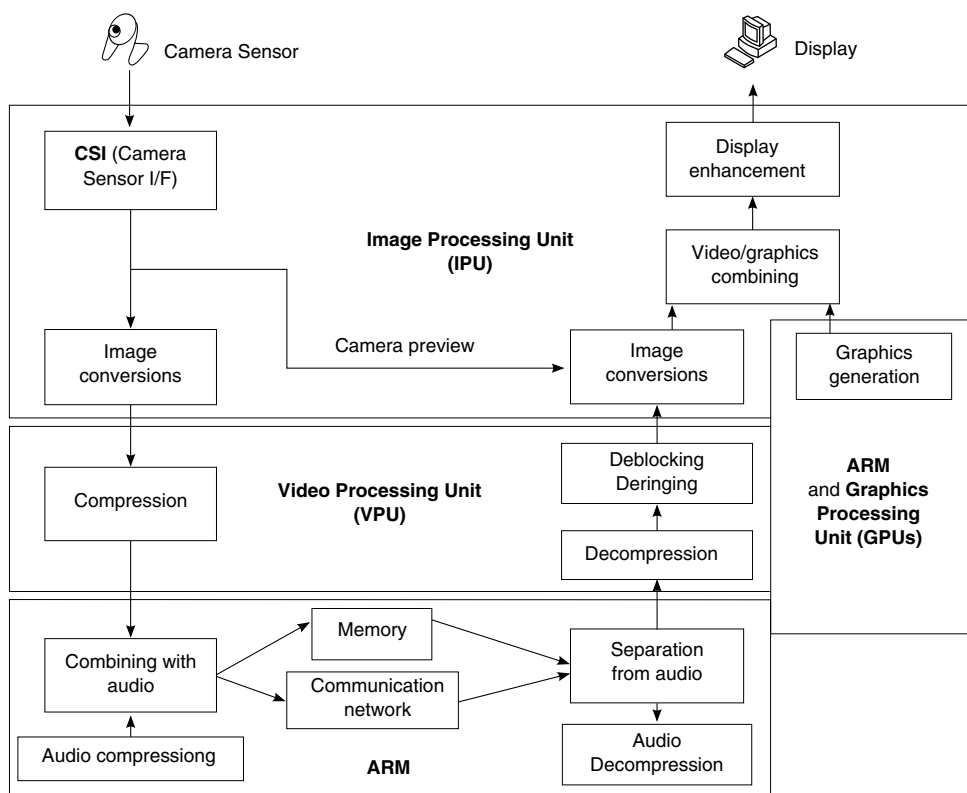 Camera Sensor
Display
CSI (Camera
Sensor I/F)
Display
enhancement
Image Processing Unit
(IPU)
Video/graphics
combining
Image
conversions
Camera preview
Image
conversions
Graphics
generation
Compression
Video Processing Unit
(VPU)
Deblocking
Deringing
Decompression
ARM
and Graphics
Processing
Unit (GPUs)
Combining with
audio
Memory
Communication
network
Separation
from audio
Audio compressiong
ARM
Audio
Decompression